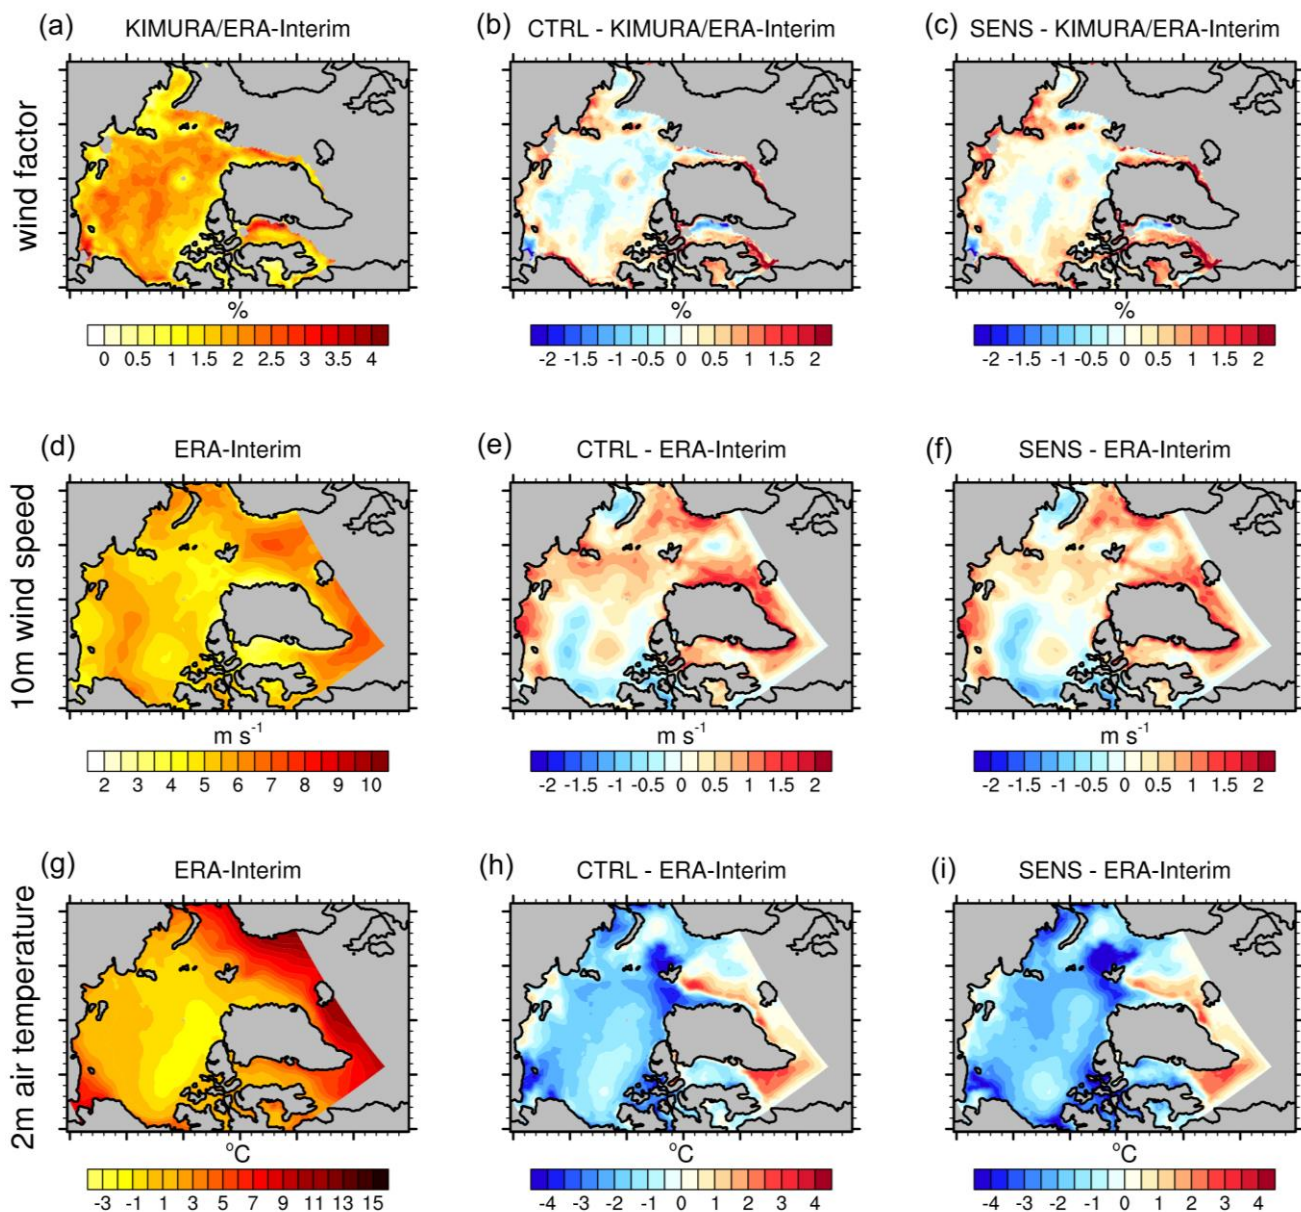 (a) KIMURA/ERA-Interim
(b) CTRL - KIMURA/ERA-Interim
(c) SENS - KIMURA/ERA-Interim
wind factor
%
0 0.5 1 1.5 2 2.5 3 3.5 4
%
-2 -1.5 -1 -0.5 0 0.5 1 1.5 2
%
-2 -1.5 -1 -0.5 0 0.5 1 1.5 2
(d) ERA-Interim
(e) CTRL - ERA-Interim
(f) SENS - ERA-Interim
10m wind speed
m s⁻¹
2 3 4 5 6 7 8 9 10
m s⁻¹
-2 -1.5 -1 -0.5 0 0.5 1 1.5 2
m s⁻¹
-2 -1.5 -1 -0.5 0 0.5 1 1.5 2
(g) ERA-Interim
(h) CTRL - ERA-Interim
(i) SENS - ERA-Interim
2m air temperature
°C
-3 -1 1 3 5 7 9 11 13 15
°C
-4 -3 -2 -1 0 1 2 3 4
°C
-4 -3 -2 -1 0 1 2 3 4